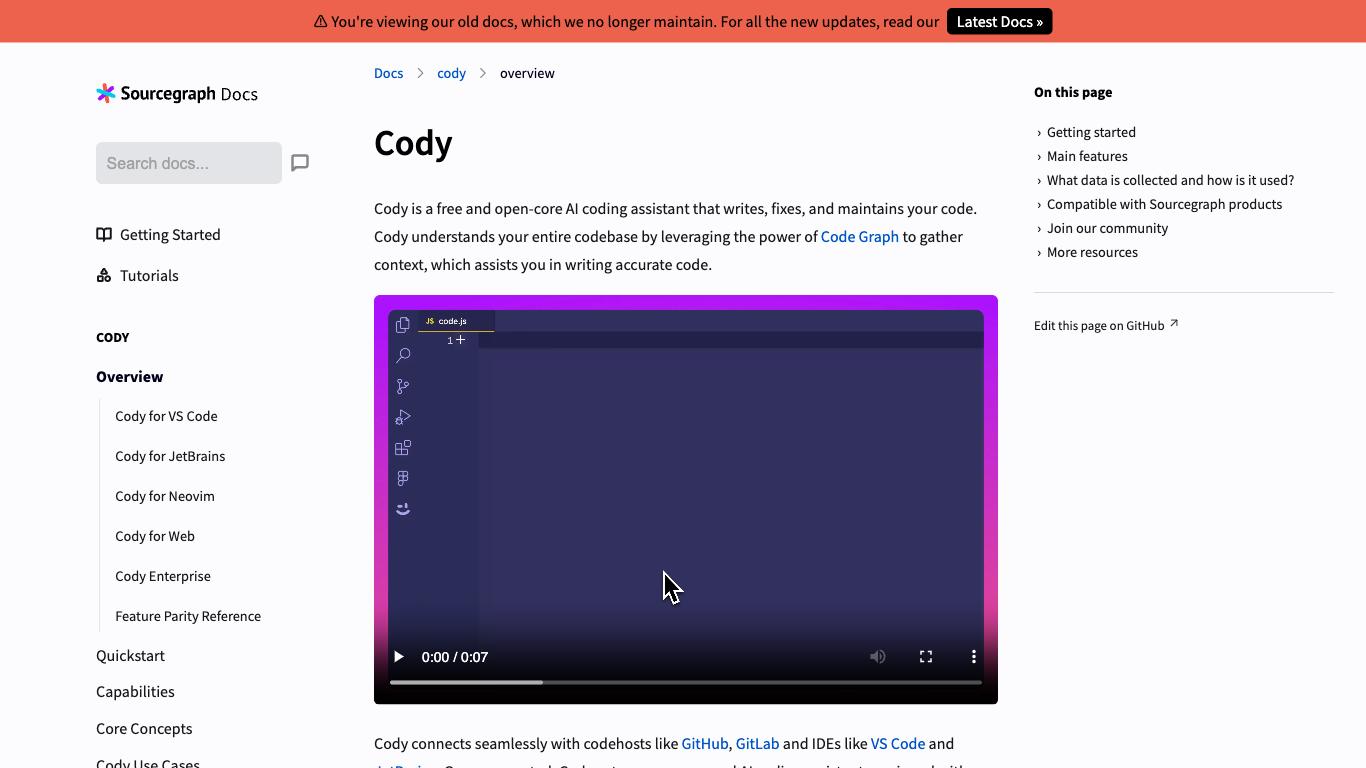 ⚠ You're viewing our old docs, which we no longer maintain. For all the new updates, read our Latest Docs »
Sourcegraph Docs
Search docs...
Getting Started
Tutorials
CODY
Overview
Cody for VS Code
Cody for JetBrains
Cody for Neovim
Cody for Web
Cody Enterprise
Feature Parity Reference
Quickstart
Capabilities
Core Concepts
Cody Use Cases
Docs > cody > overview
Cody
Cody is a free and open-core AI coding assistant that writes, fixes, and maintains your code.
Cody understands your entire codebase by leveraging the power of Code Graph to gather
context, which assists you in writing accurate code.
JS code.js
1 +
0:00 / 0:07
Cody connects seamlessly with codehosts like GitHub, GitLab and IDEs like VS Code and
On this page
› Getting started
› Main features
› What data is collected and how is it used?
› Compatible with Sourcegraph products
› Join our community
› More resources
Edit this page on GitHub ↗